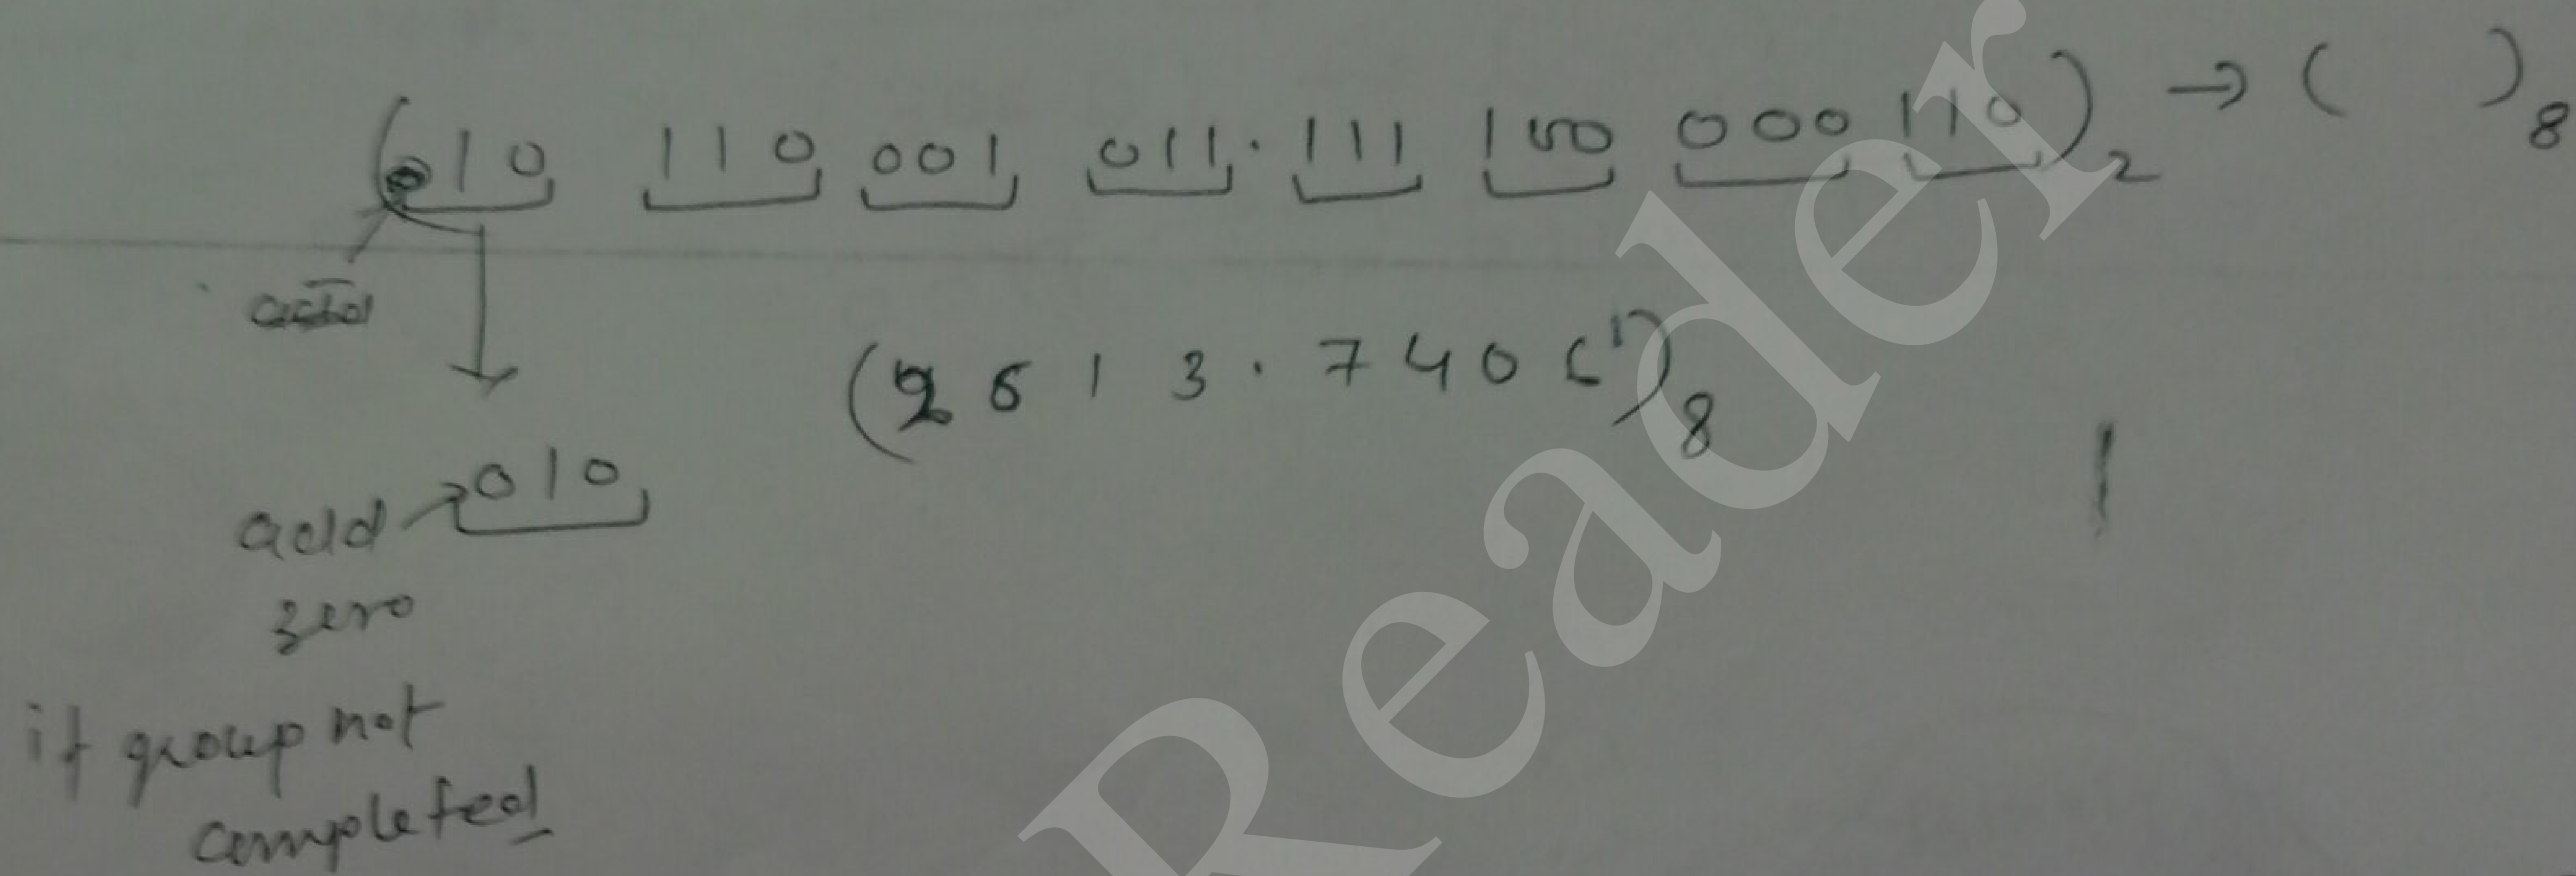 (010 110 001 011.111 100 000 110)₂ → ( )₈
(2613.7406)₈
add → 010
zero
if group not
completed
Reader